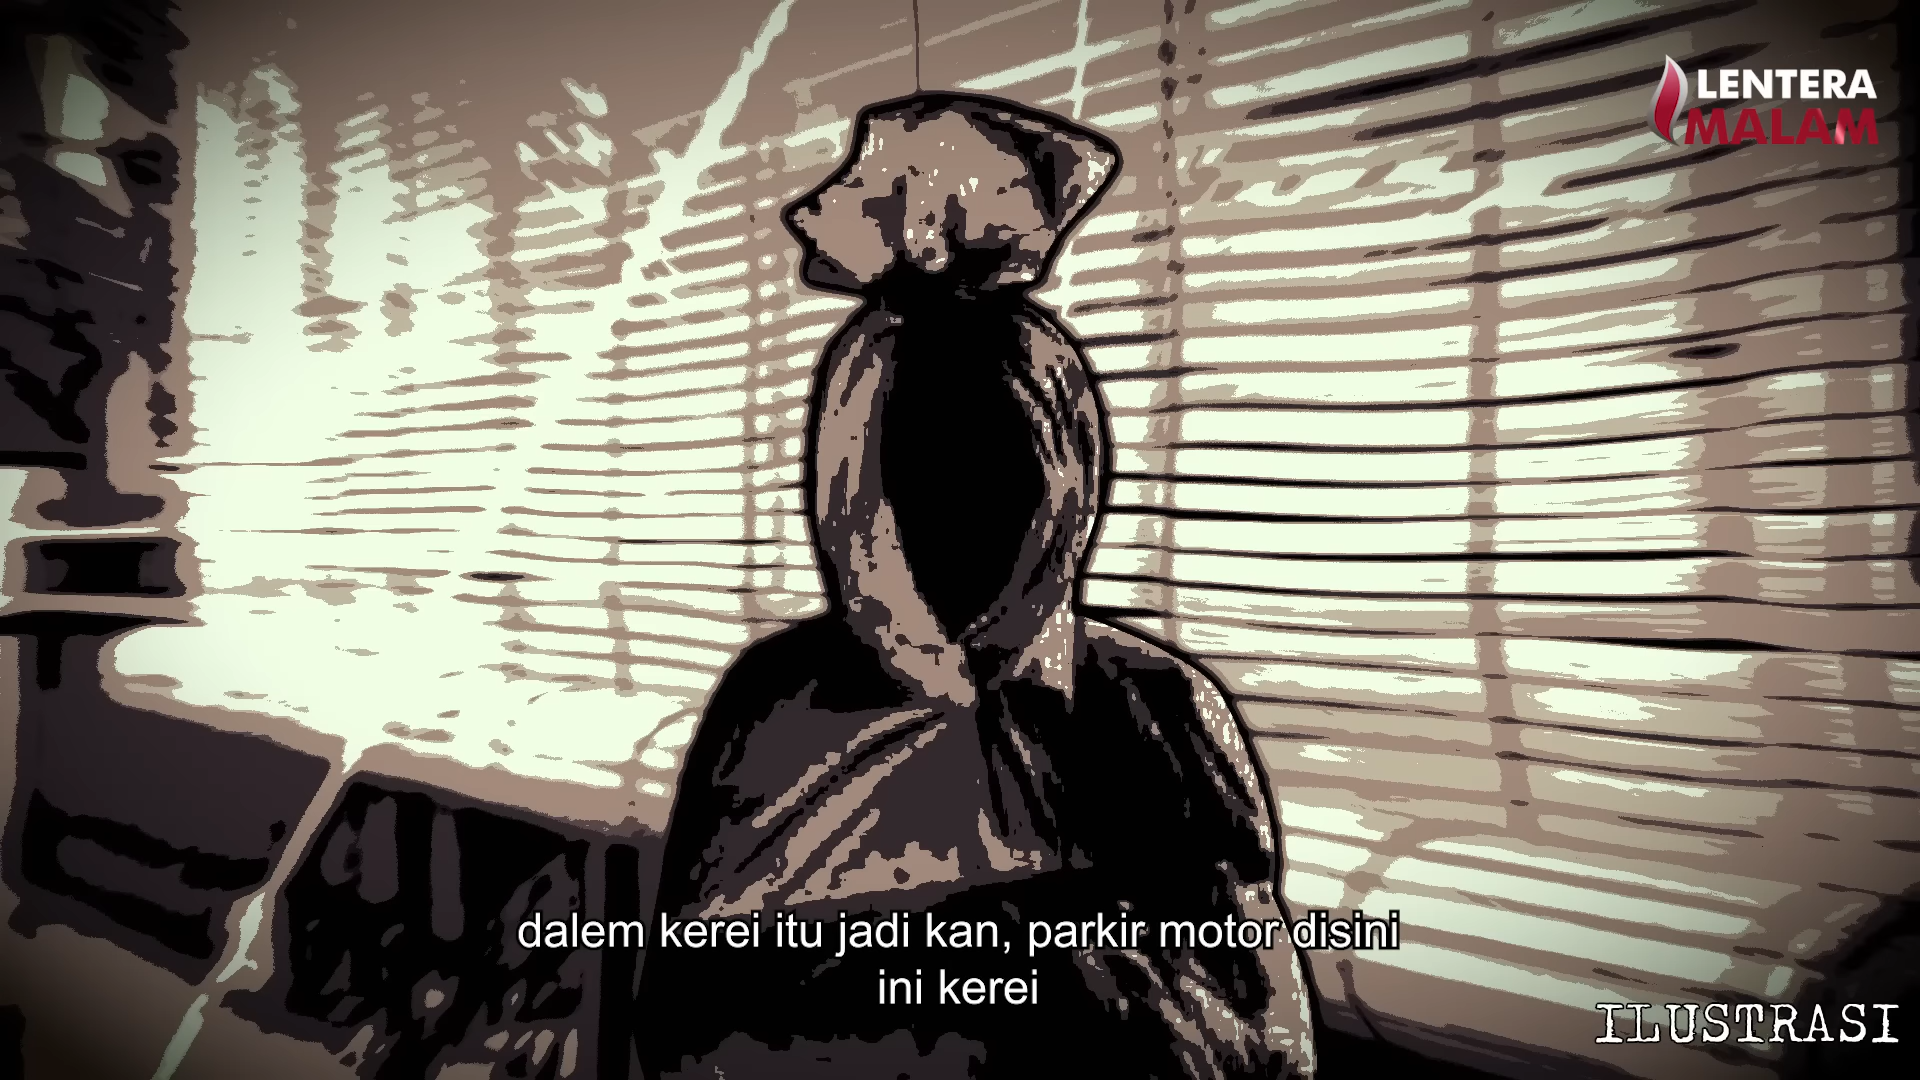 LENTERA
MALAM
dalem kerei itu jadi kan, parkir motor disini
ini kerei
ILUSTRASI